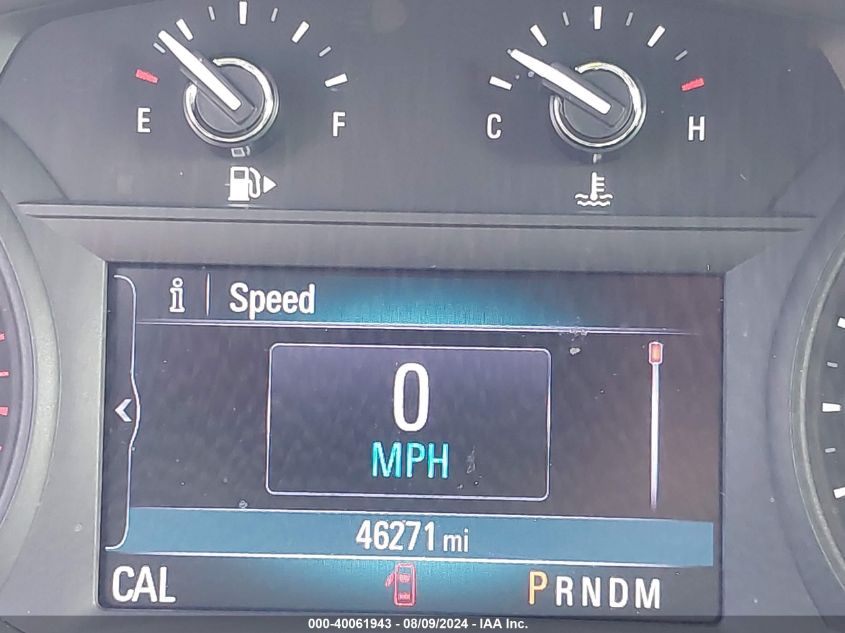 E F C H
i Speed
0
MPH
46271 mi
CAL PRNDM
000-40061943 - 08/09/2024 - IAA Inc.